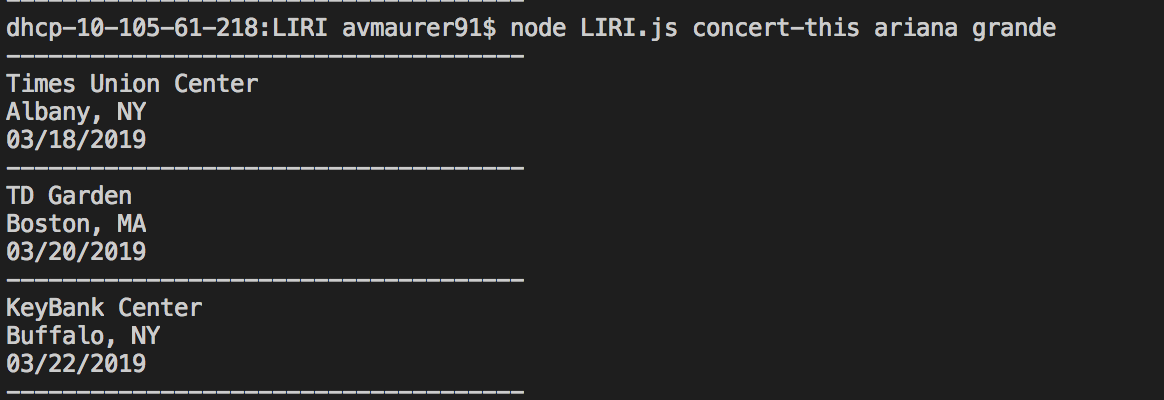 -------------------------------------
dhcp-10-105-61-218:LIRI avmaurer91$ node LIRI.js concert-this ariana grande
-------------------------------------
Times Union Center
Albany, NY
03/18/2019
-------------------------------------
TD Garden
Boston, MA
03/20/2019
-------------------------------------
KeyBank Center
Buffalo, NY
03/22/2019
-------------------------------------